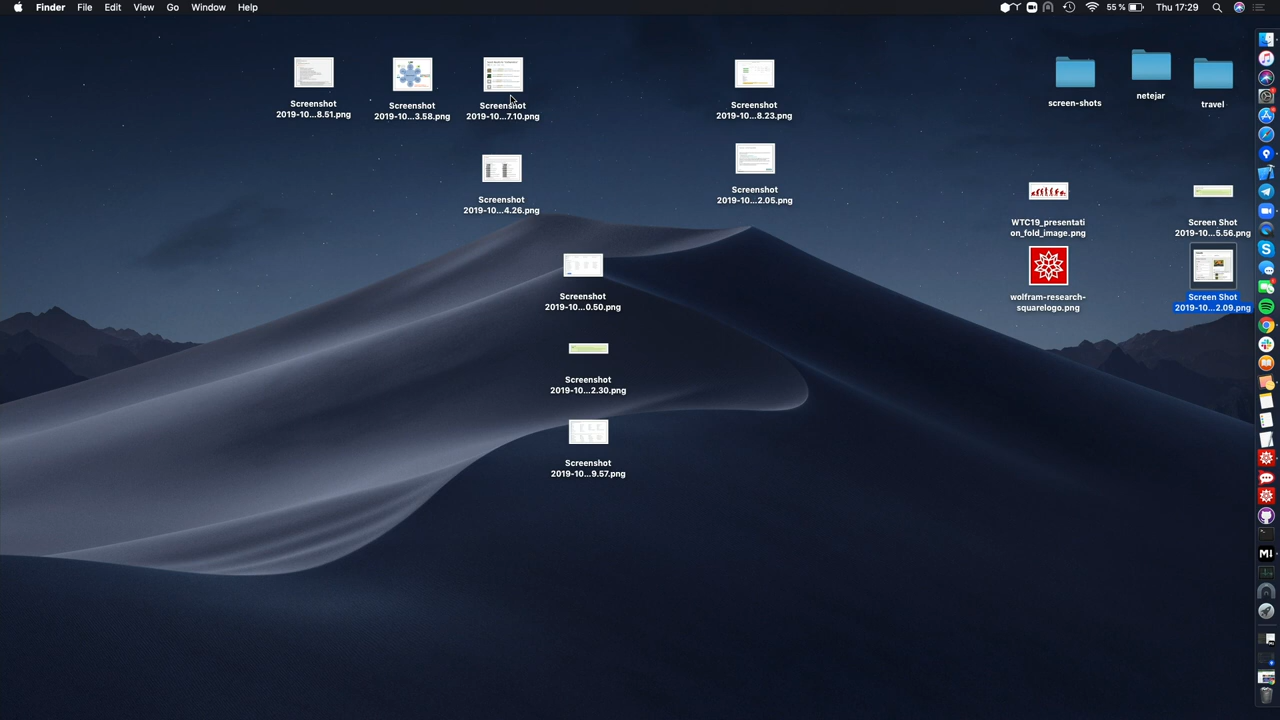 Finder File Edit View Go Window Help
55 % Thu 17:29
Screenshot
2019-10...8.51.png
Screenshot
2019-10...3.58.png
Screenshot
2019-10...7.10.png
Screenshot
2019-10...8.23.png
screen-shots
netejar
travel
Screenshot
2019-10...4.26.png
Screenshot
2019-10...2.05.png
WTC19_presentati
on_fold_image.png
Screen Shot
2019-10...5.56.png
Screenshot
2019-10...0.50.png
wolfram-research-
squarelogo.png
Screen Shot
2019-10...2.09.png
Screenshot
2019-10...2.30.png
Screenshot
2019-10...9.57.png